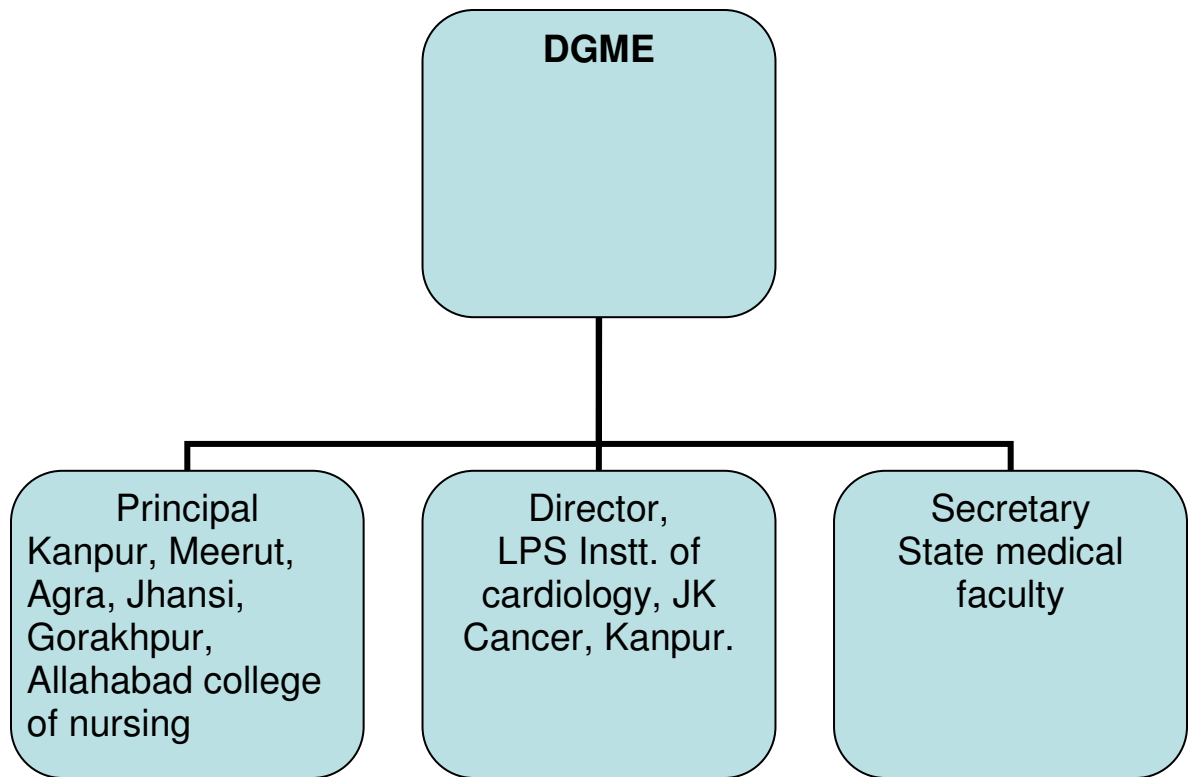 DGME
Principal
Kanpur, Meerut,
Agra, Jhansi,
Gorakhpur,
Allahabad college
of nursing
Director,
LPS Instt. of
cardiology, JK
Cancer, Kanpur.
Secretary
State medical
faculty